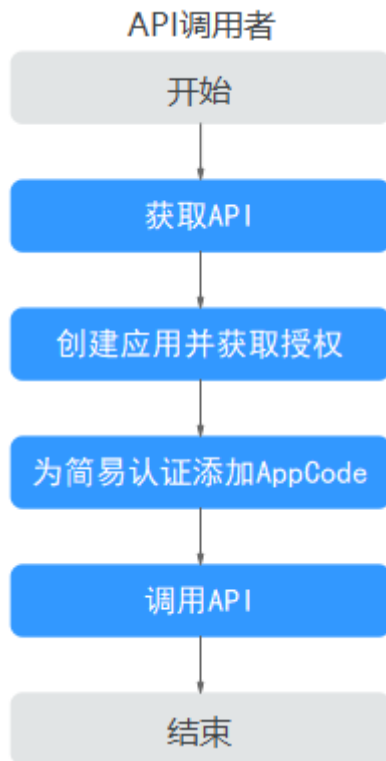 API调用者
开始
获取API
创建应用并获取授权
为简易认证添加AppCode
调用API
结束